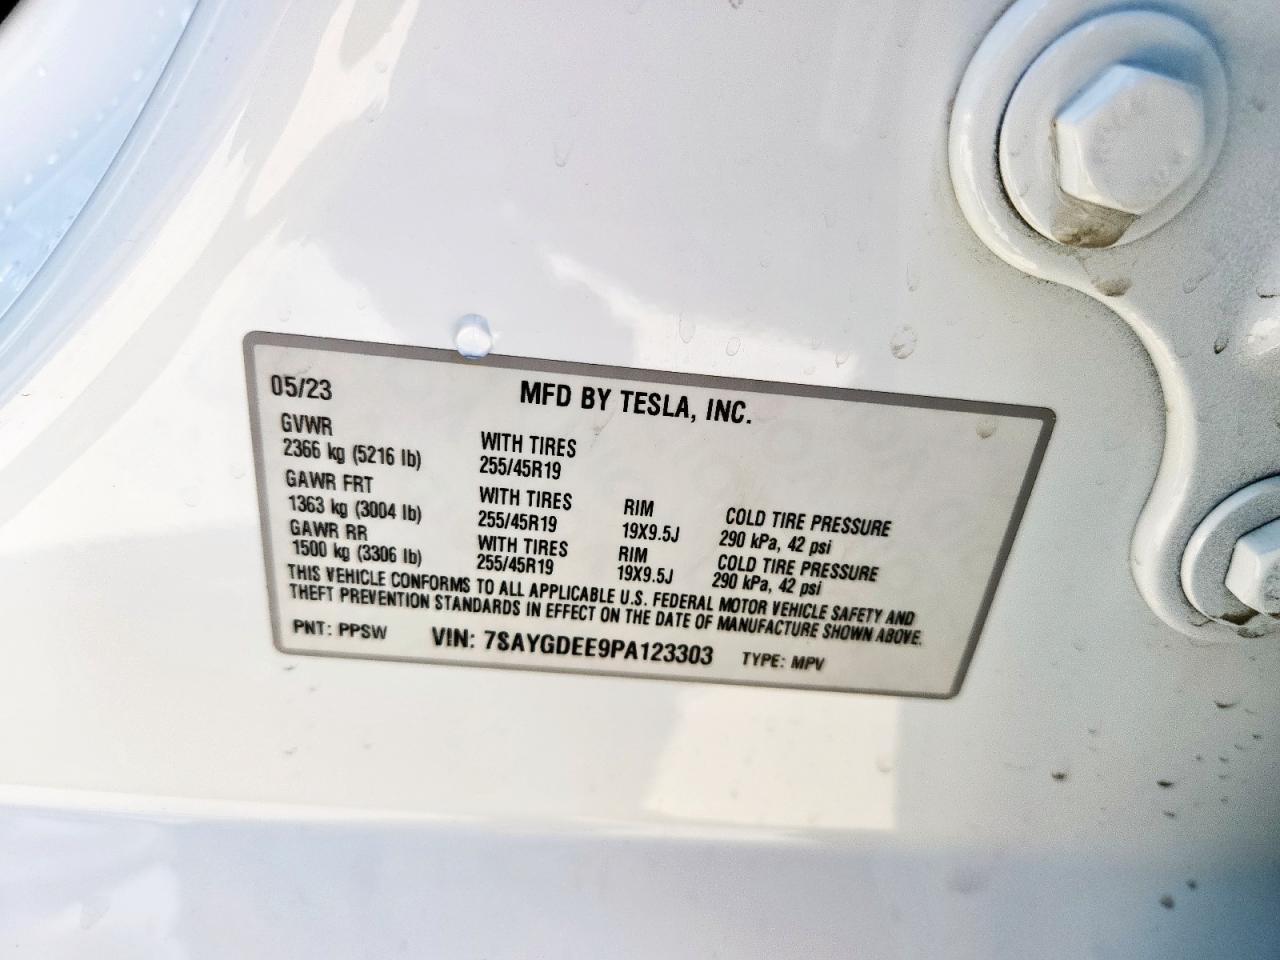 05/23 MFD BY TESLA, INC.
GVWR
2366 kg (5216 lb) WITH TIRES
255/45R19
GAWR FRT
1363 kg (3004 lb) WITH TIRES
255/45R19 RIM
19X9.5J COLD TIRE PRESSURE
290 kPa, 42 psi
GAWR RR
1500 kg (3306 lb) WITH TIRES
255/45R19 RIM
19X9.5J COLD TIRE PRESSURE
290 kPa, 42 psi
THIS VEHICLE CONFORMS TO ALL APPLICABLE U.S. FEDERAL MOTOR VEHICLE SAFETY AND
THEFT PREVENTION STANDARDS IN EFFECT ON THE DATE OF MANUFACTURE SHOWN ABOVE.
PNT: PPSW VIN: 7SAYGDEE9PA123303 TYPE: MPV